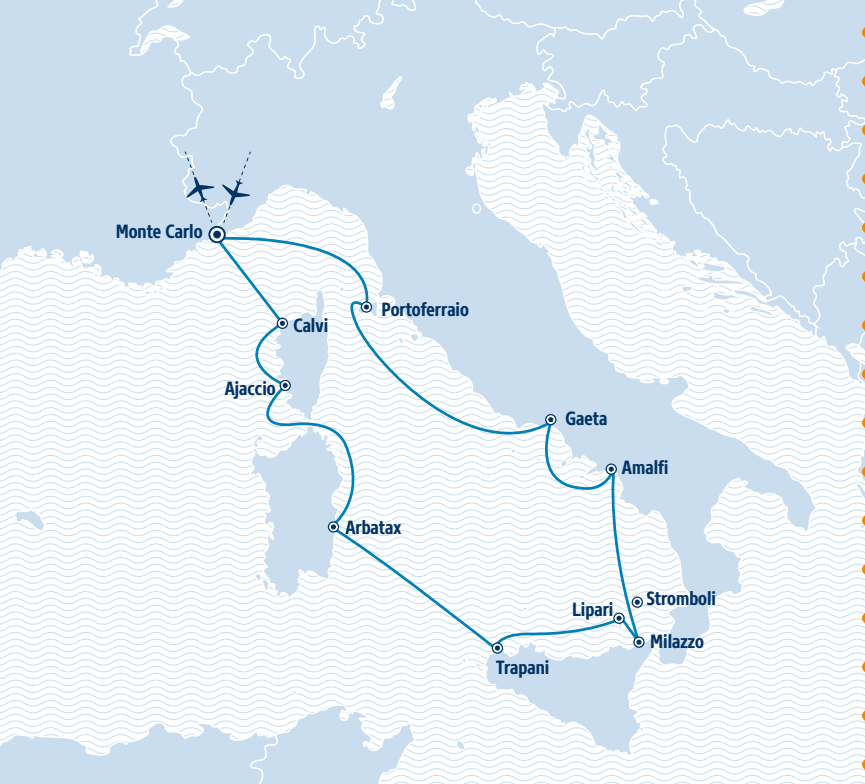 Monte Carlo
Portoferraio
Calvi
Ajaccio
Gaeta
Amalfi
Arbatax
Stromboli
Lipari
Milazzo
Trapani